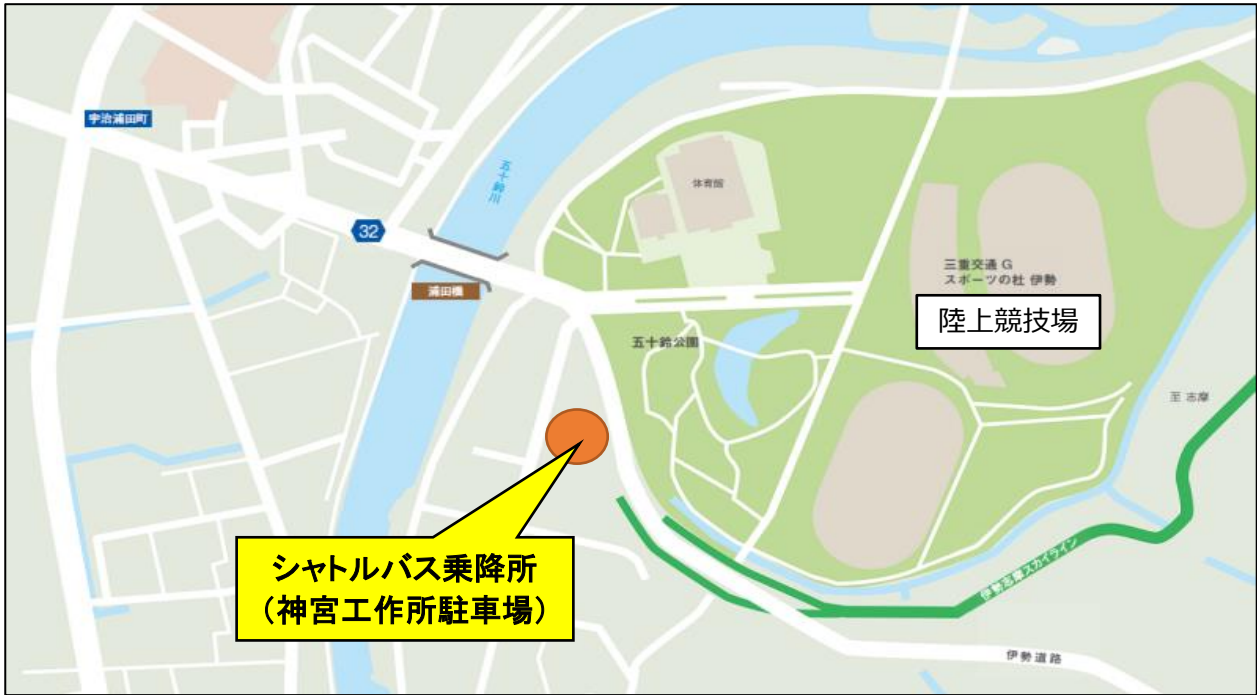 宇治浦田町
五十鈴川
32
体育館
浦田橋
三重交通 G
スポーツの杜 伊勢
陸上競技場
五十鈴公園
至 志摩
シャトルバス乗降所
（神宮工作所駐車場）
伊勢志摩スカイライン
伊勢道路